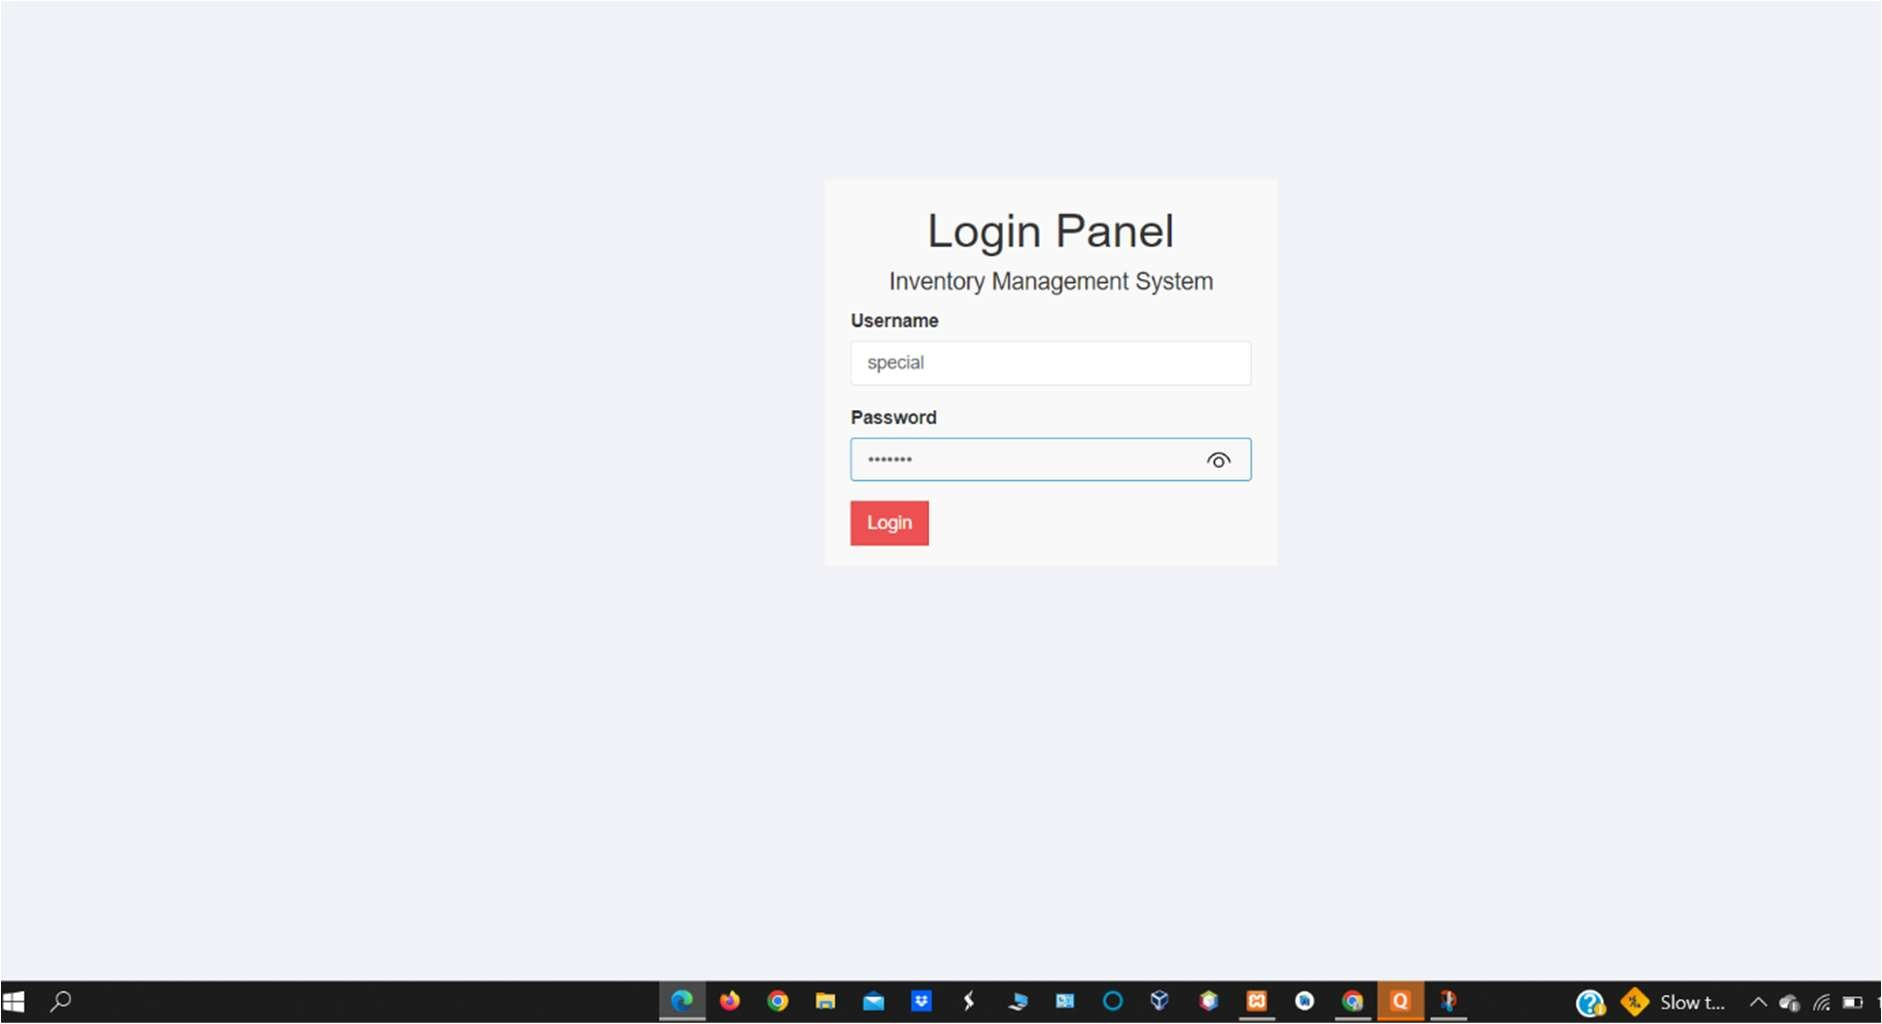 Login Panel
Inventory Management System
Username
special
Password
•••••••
Login
Slow t...